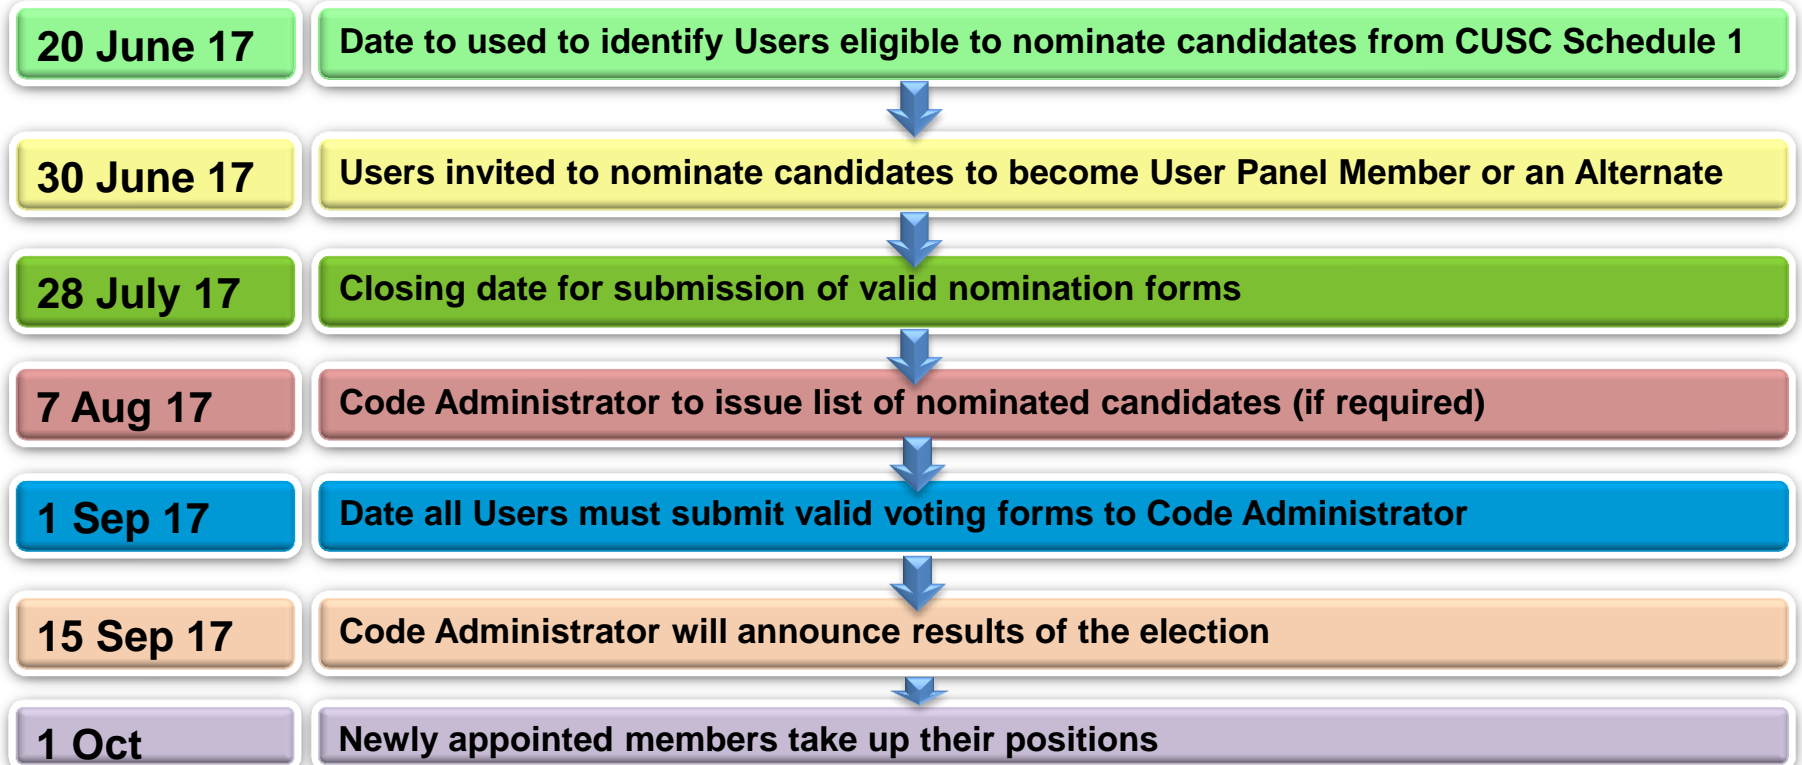 20 June 17 Date to used to identify Users eligible to nominate candidates from CUSC Schedule 1
30 June 17 Users invited to nominate candidates to become User Panel Member or an Alternate
28 July 17 Closing date for submission of valid nomination forms
7 Aug 17 Code Administrator to issue list of nominated candidates (if required)
1 Sep 17 Date all Users must submit valid voting forms to Code Administrator
15 Sep 17 Code Administrator will announce results of the election
1 Oct Newly appointed members take up their positions